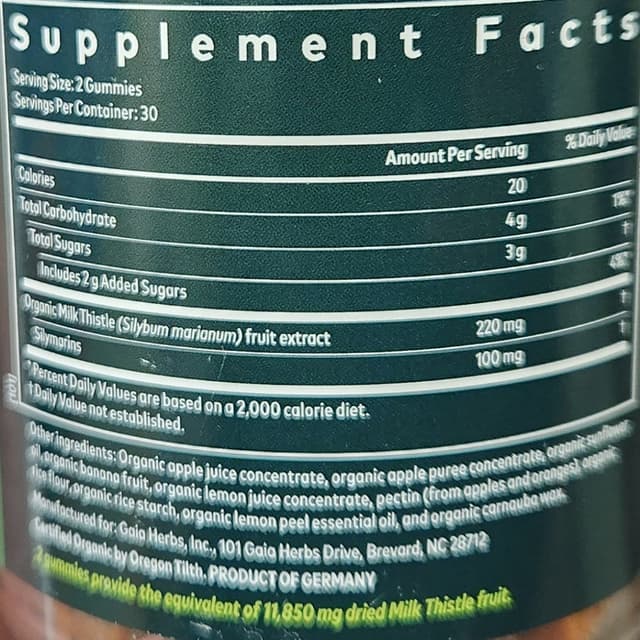 Supplement Facts
Serving Size: 2 Gummies
Servings Per Container: 30
Amount Per Serving % Daily Value
Calories 20
Total Carbohydrate 4g 1%*
Total Sugars 3g †
Includes 2 g Added Sugars 4%*
Organic Milk Thistle (Silybum marianum) fruit extract 220 mg †
Silymarins 100 mg †
*Percent Daily Values are based on a 2,000 calorie diet.
†Daily Value not established.
Other ingredients: Organic apple juice concentrate, organic apple puree concentrate, organic sunflower
oil, organic banana fruit, organic lemon juice concentrate, pectin (from apples and oranges), organic
rice flour, organic rice starch, organic lemon peel essential oil, and organic carnauba wax.
Manufactured for: Gaia Herbs, Inc., 101 Gaia Herbs Drive, Brevard, NC 28712
Certified Organic by Oregon Tilth. PRODUCT OF GERMANY
2 gummies provide the equivalent of 11,850 mg dried Milk Thistle fruit.